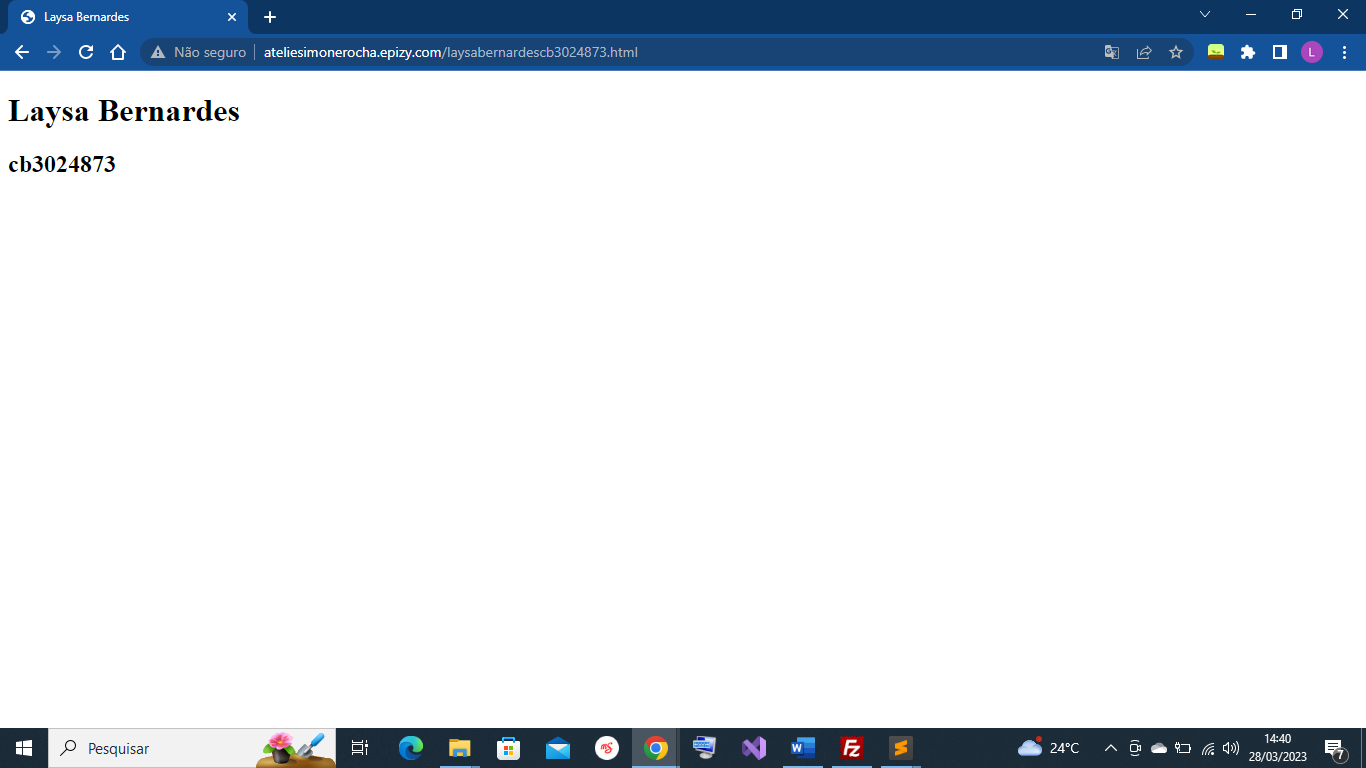 Laysa Bernardes
Não seguro
ateliesimonerocha.epizy.com/laysabernardescb3024873.html
L
Laysa Bernardes
cb3024873
Pesquisar
24°C
14:40
28/03/2023
7